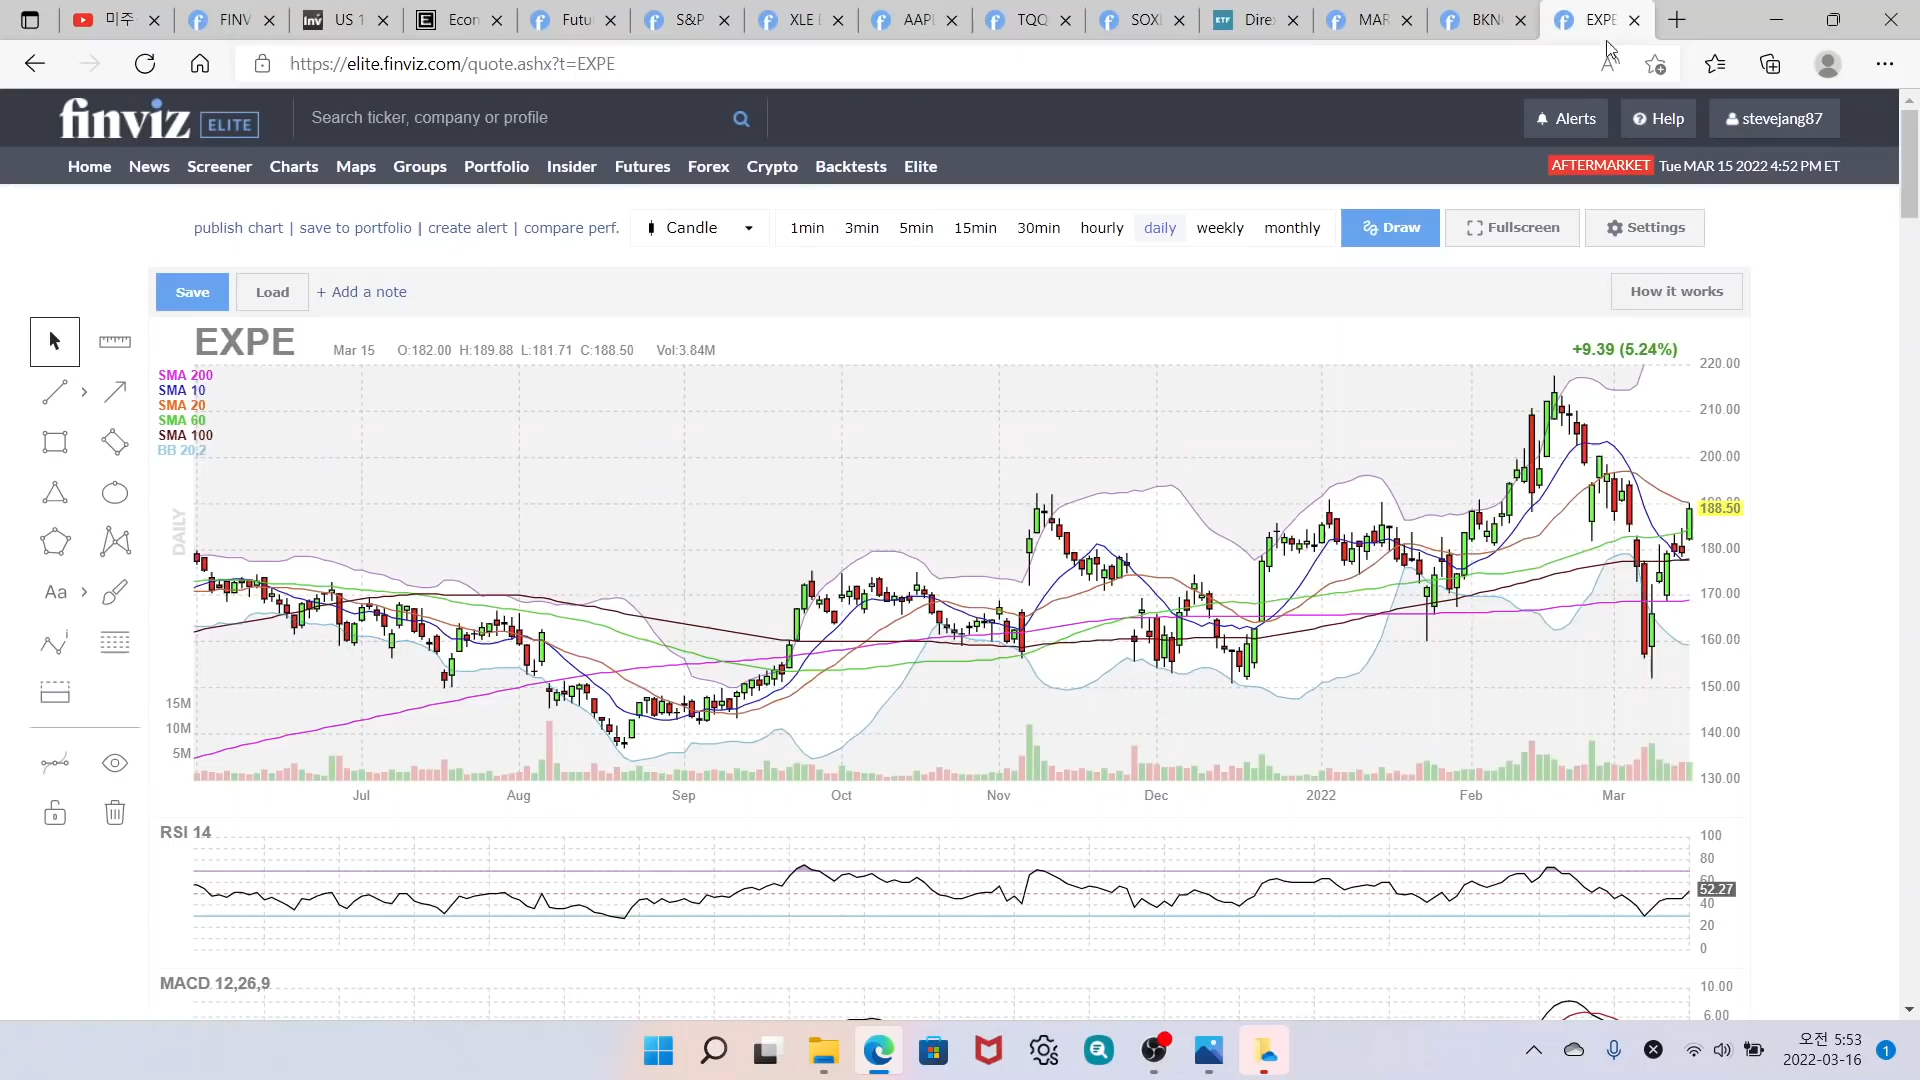 미주
FINV
US 1
Econ
Futu
S&P
XLE
AAPL
TQQ
SOX
Dire
MAR
BKN
EXPE
https://elite.finviz.com/quote.ashx?t=EXPE
finviz ELITE
Search ticker, company or profile
Alerts
Help
stevejang87
Home News Screener Charts Maps Groups Portfolio Insider Futures Forex Crypto Backtests Elite
AFTERMARKET Tue MAR 15 2022 4:52 PM ET
publish chart | save to portfolio | create alert | compare perf.
Candle
1min 3min 5min 15min 30min hourly daily weekly monthly
Draw
Fullscreen
Settings
Save
Load
+ Add a note
How it works
EXPE
Mar 15 O:182.00 H:189.88 L:181.71 C:188.50 Vol:3.84M
+9.39 (5.24%)
SMA 200
SMA 10
SMA 20
SMA 60
SMA 100
BB 20,2
DAILY
Aa
220.00
210.00
200.00
188.50
180.00
170.00
160.00
150.00
140.00
130.00
15M
10M
5M
Jul Aug Sep Oct Nov Dec 2022 Feb Mar
RSI 14
100
80
60
52.27
40
20
0
MACD 12,26,9
10.00
6.00
오전 5:53
2022-03-16
1